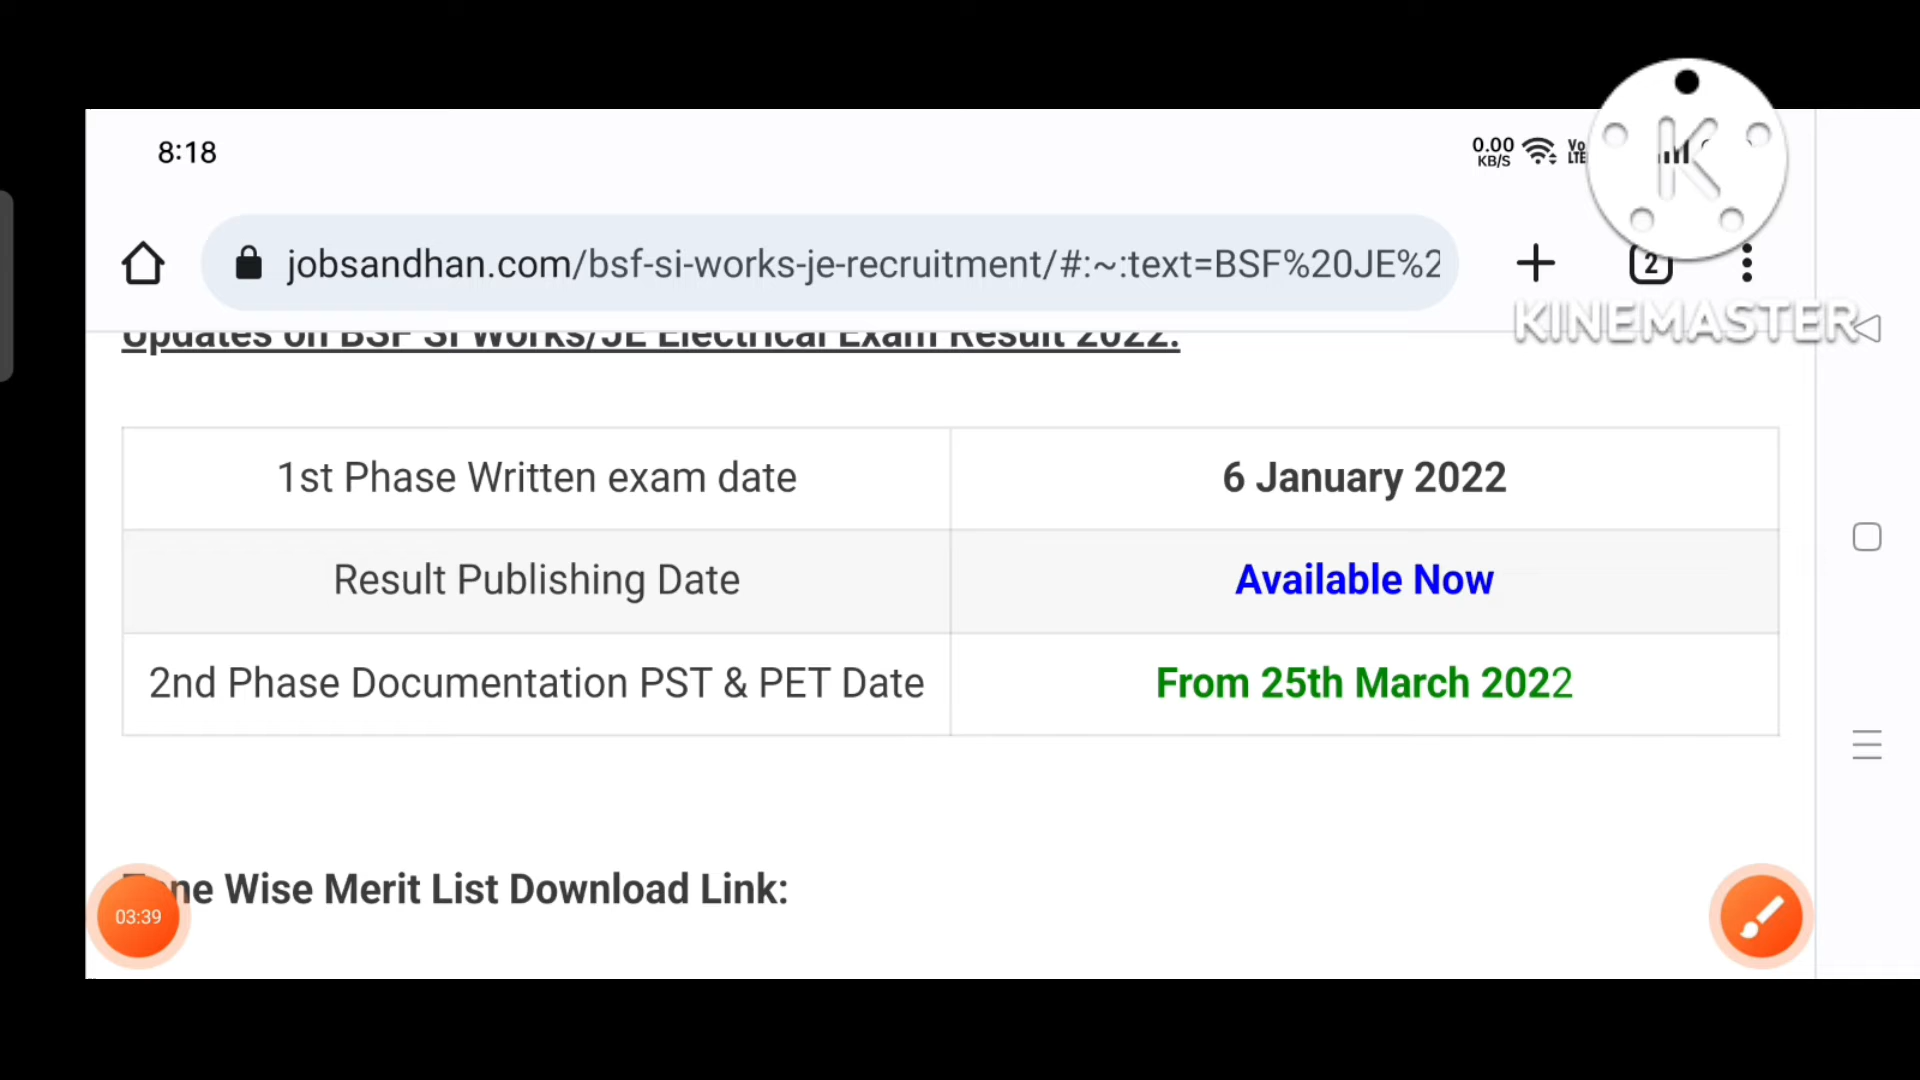 8:18
0.00
KB/S
Vo
LTE
jobsandhan.com/bsf-si-works-je-recruitment/#:~:text=BSF%20JE%2
2
KINEMASTER
Updates on BSF SI Works/JE Electrical Exam Result 2022:
1st Phase Written exam date
6 January 2022
Result Publishing Date
Available Now
2nd Phase Documentation PST & PET Date
From 25th March 2022
Wise Merit List Download Link:
03:39